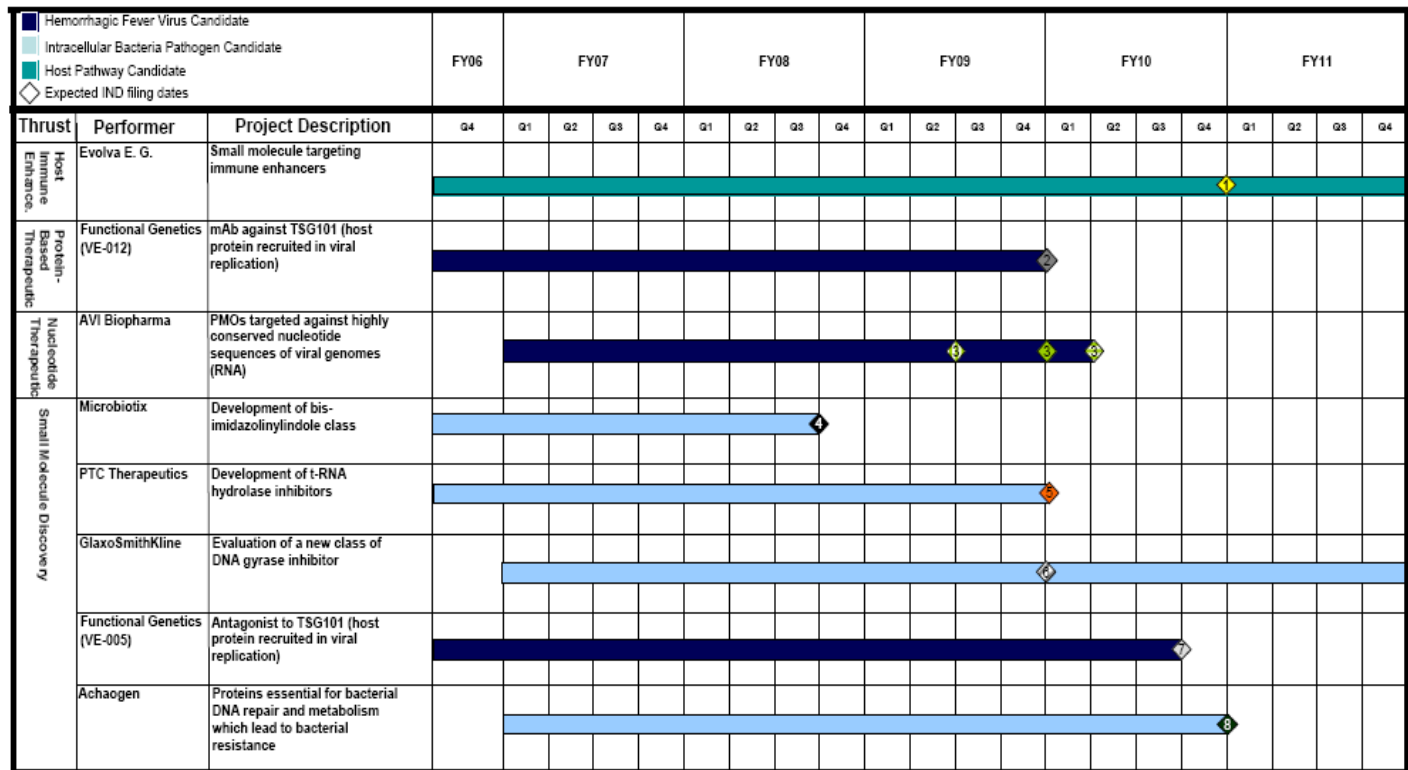 Hemorrhagic Fever Virus Candidate
Intracellular Bacteria Pathogen Candidate
Host Pathway Candidate
Expected IND filing dates
FY06 FY07 FY08 FY09 FY10 FY11
Thrust Performer Project Description Q4 Q1 Q2 Q3 Q4 Q1 Q2 Q3 Q4 Q1 Q2 Q3 Q4 Q1 Q2 Q3 Q4 Q1 Q2 Q3 Q4
Host
Immune
Enhance.
Evolva E. G.
Small molecule targeting
immune enhancers
1
Protein-
Based
Therapeutic
Functional Genetics
(VE-012)
mAb against TSG101 (host
protein recruited in viral
replication)
2
Nucleotide
Therapeutic
AVI Biopharma
PMOs targeted against highly
conserved nucleotide
sequences of viral genomes
(RNA)
3 3 3
Small Molecule Discovery
Microbiotix
Development of bis-
imidazolinylindole class
4
PTC Therapeutics
Development of t-RNA
hydrolase inhibitors
5
GlaxoSmithKline
Evaluation of a new class of
DNA gyrase inhibitor
6
Functional Genetics
(VE-005)
Antagonist to TSG101 (host
protein recruited in viral
replication)
7
Achaogen
Proteins essential for bacterial
DNA repair and metabolism
which lead to bacterial
resistance
8